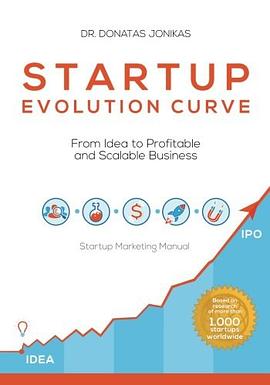 DR. DONATAS JONIKAS
STARTUP
EVOLUTION CURVE
From Idea to Profitable
and Scalable Business
$
Startup Marketing Manual
IPO
Based on
research
of more than
1.000
startups
worldwide
IDEA